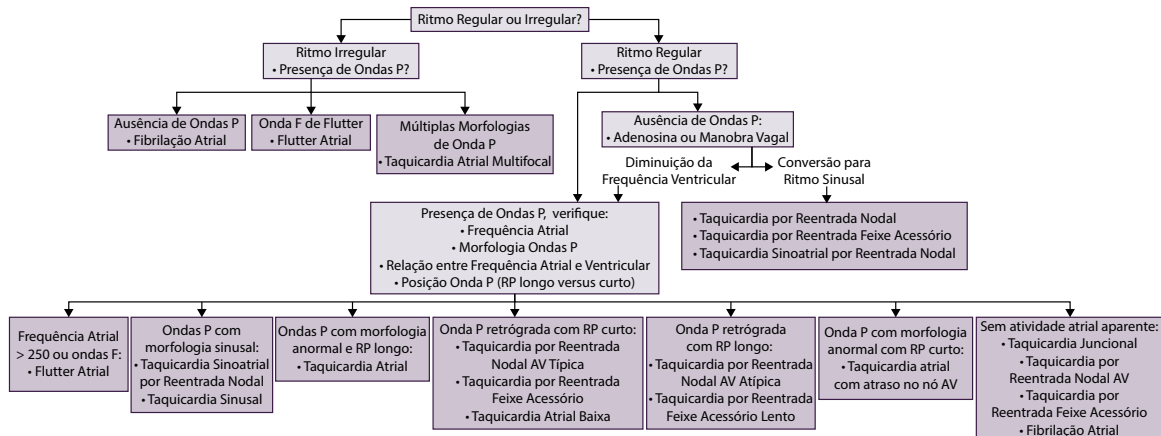 Ritmo Regular ou Irregular?
Ritmo Irregular
• Presença de Ondas P?
Ritmo Regular
• Presença de Ondas P?
Ausência de Ondas P
• Fibrilação Atrial
Onda F de Flutter
• Flutter Atrial
Múltiplas Morfologias
de Onda P
• Taquicardia Atrial Multifocal
Ausência de Ondas P:
• Adenosina ou Manobra Vagal
Diminuição da
Frequência Ventricular
Conversão para
Ritmo Sinusal
Presença de Ondas P, verifique:
• Frequência Atrial
• Morfologia Ondas P
• Relação entre Frequência Atrial e Ventricular
• Posição Onda P (RP longo versus curto)
• Taquicardia por Reentrada Nodal
• Taquicardia por Reentrada Feixe Acessório
• Taquicardia Sinoatrial por Reentrada Nodal
Frequência Atrial
> 250 ou ondas F:
• Flutter Atrial
Ondas P com
morfologia sinusal:
• Taquicardia Sinoatrial
por Reentrada Nodal
• Taquicardia Sinusal
Ondas P com morfologia
anormal e RP longo:
• Taquicardia Atrial
Onda P retrógrada com RP curto:
• Taquicardia por Reentrada
Nodal AV Típica
• Taquicardia por Reentrada
Feixe Acessório
• Taquicardia Atrial Baixa
Onda P retrógrada
com RP longo:
• Taquicardia por Reentrada
Nodal AV Atípica
• Taquicardia por Reentrada
Feixe Acessório Lento
Onda P com morfologia
anormal com RP curto:
• Taquicardia atrial
com atraso no nó AV
Sem atividade atrial aparente:
• Taquicardia Juncional
• Taquicardia por
Reentrada Nodal AV
• Taquicardia por
Reentrada Feixe Acessório
• Fibrilação Atrial